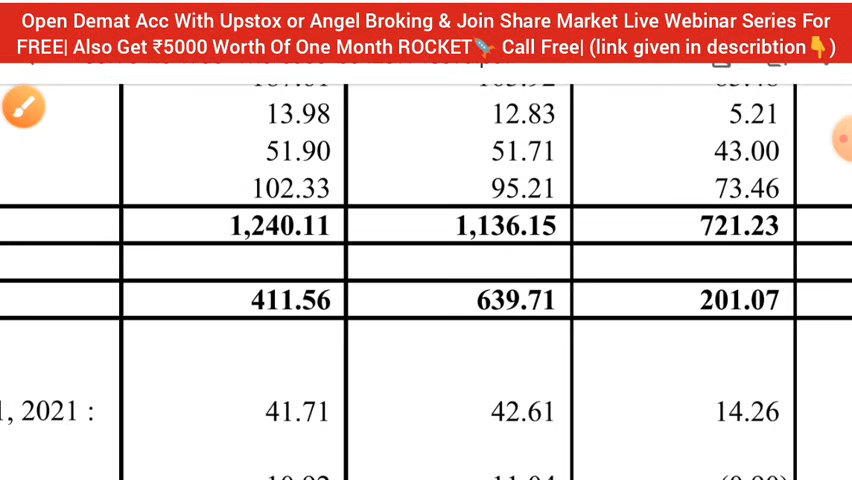 Open Demat Acc With Upstox or Angel Broking & Join Share Market Live Webinar Series For
FREE| Also Get ₹5000 Worth Of One Month ROCKET🚀 Call Free| (link given in describtion👇)
13.98 12.83 5.21
51.90 51.71 43.00
102.33 95.21 73.46
1,240.11 1,136.15 721.23
411.56 639.71 201.07
1, 2021 : 41.71 42.61 14.26